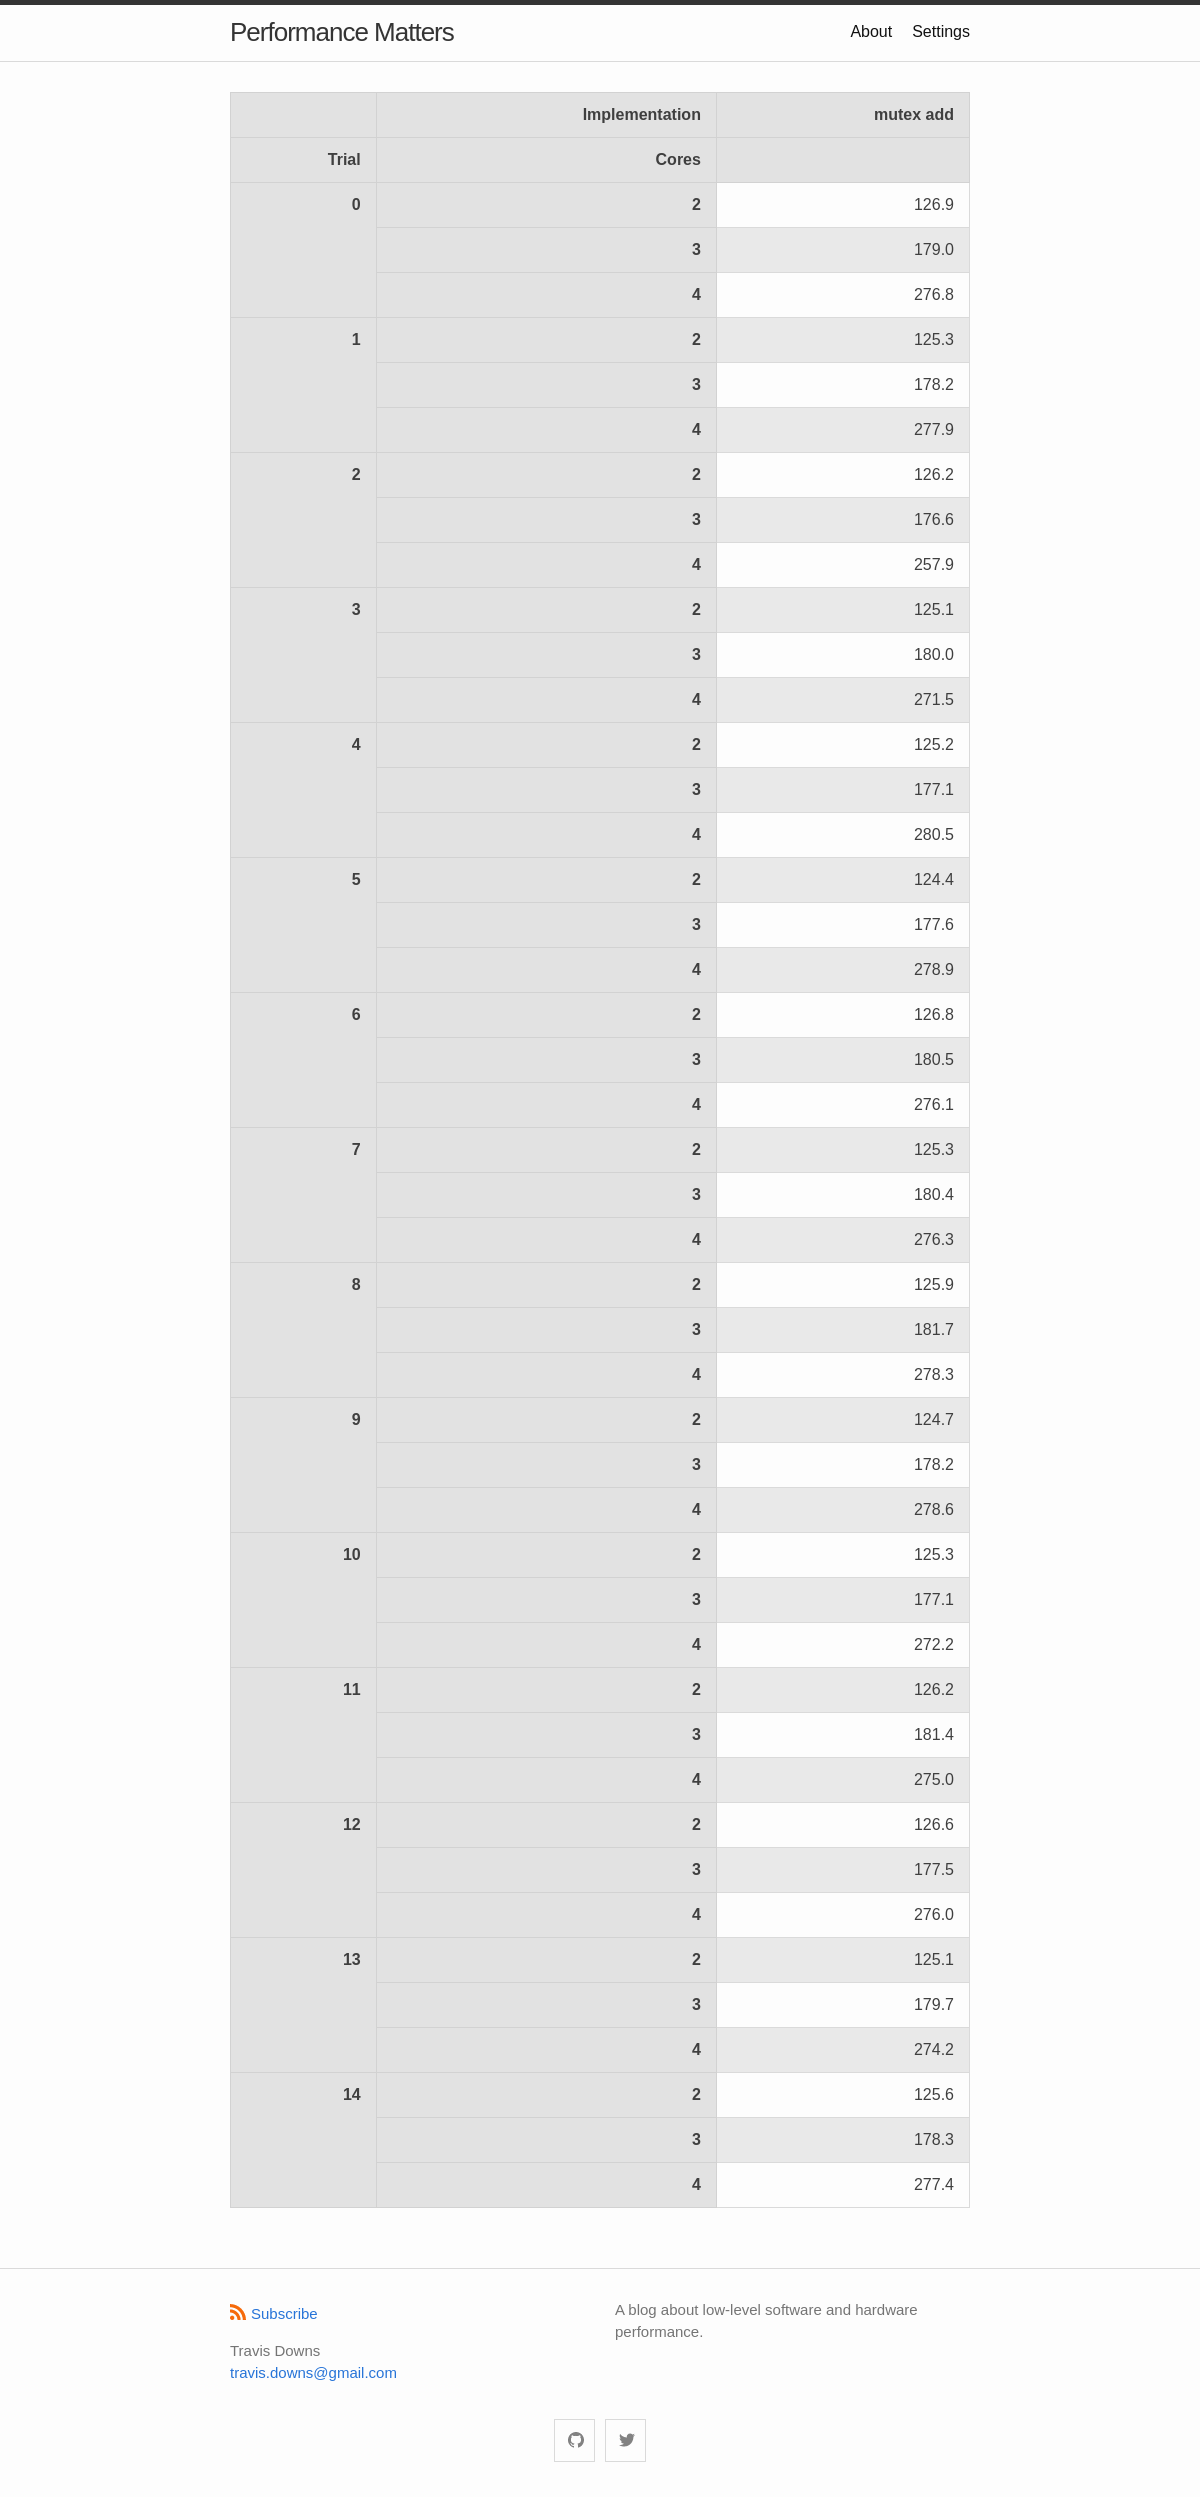 Performance Matters About Settings
Implementation mutex add
Trial Cores
0 2 126.9
3 179.0
4 276.8
1 2 125.3
3 178.2
4 277.9
2 2 126.2
3 176.6
4 257.9
3 2 125.1
3 180.0
4 271.5
4 2 125.2
3 177.1
4 280.5
5 2 124.4
3 177.6
4 278.9
6 2 126.8
3 180.5
4 276.1
7 2 125.3
3 180.4
4 276.3
8 2 125.9
3 181.7
4 278.3
9 2 124.7
3 178.2
4 278.6
10 2 125.3
3 177.1
4 272.2
11 2 126.2
3 181.4
4 275.0
12 2 126.6
3 177.5
4 276.0
13 2 125.1
3 179.7
4 274.2
14 2 125.6
3 178.3
4 277.4
Subscribe
Travis Downs
travis.downs@gmail.com
A blog about low-level software and hardware
performance.